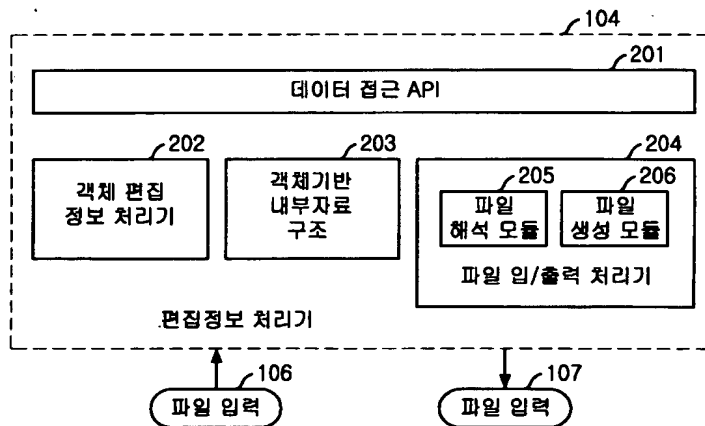 104
201
데이터 접근 API
202
객체 편집
정보 처리기
203
객체기반
내부자료
구조
204
205
파일
해석 모듈
206
파일
생성 모듈
파일 입/출력 처리기
편집정보 처리기
106
파일 입력
107
파일 입력